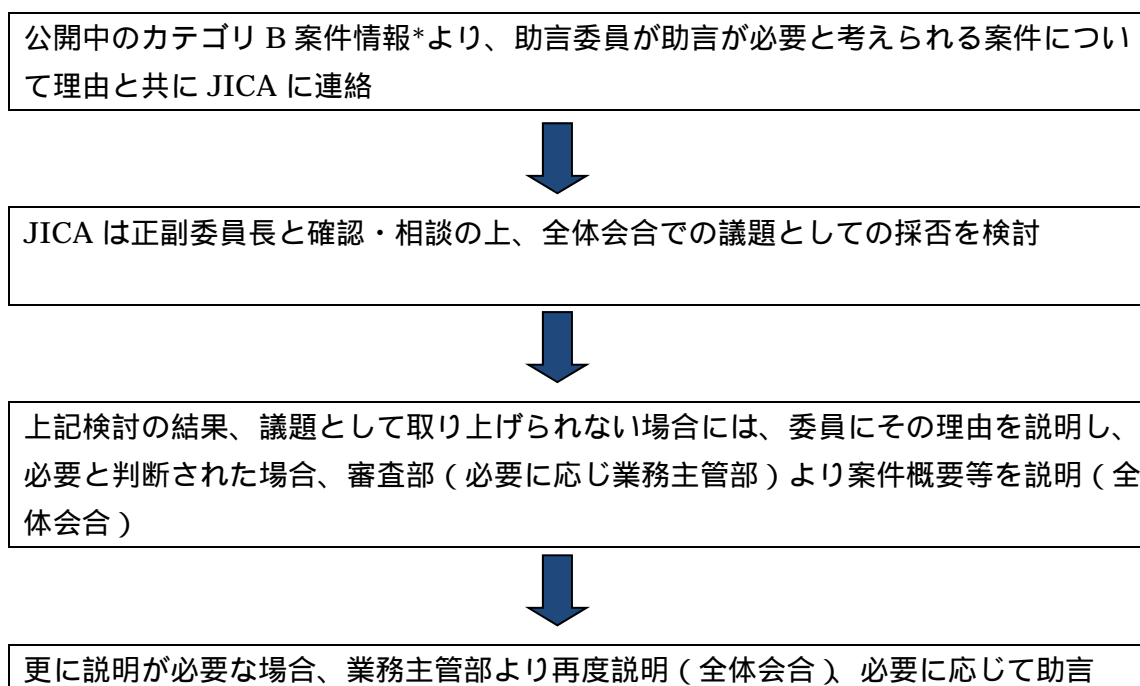 公開中のカテゴリ B 案件情報*より、助言委員が助言が必要と考えられる案件につい
て理由と共に JICA に連絡
JICA は正副委員長と確認・相談の上、全体会合での議題としての採否を検討
上記検討の結果、議題として取り上げられない場合には、委員にその理由を説明し、
必要と判断された場合、審査部（必要に応じ業務主管部）より案件概要等を説明（全
体会合）
更に説明が必要な場合、業務主管部より再度説明（全体会合）、必要に応じて助言